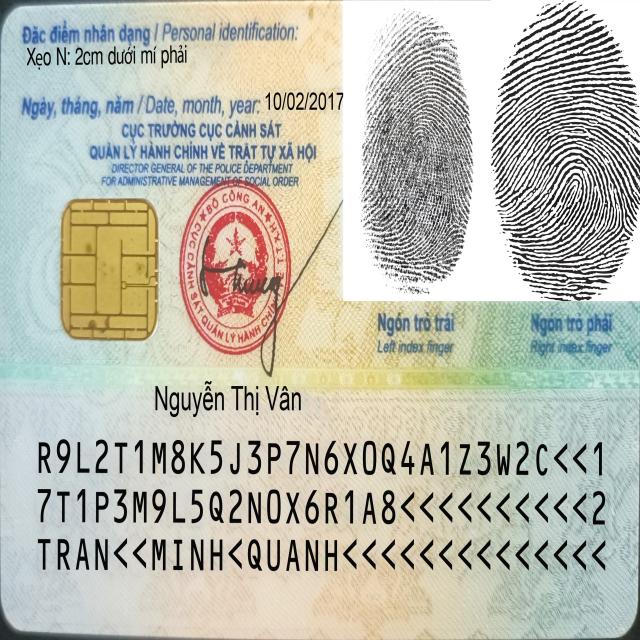 Đặc điểm nhân dạng / Personal identification:
Xẹo N: 2cm dưới mí phải
Ngày, tháng, năm / Date, month, year: 10/02/2017
CỤC TRƯỞNG CỤC CẢNH SÁT
QUẢN LÝ HÀNH CHÍNH VỀ TRẬT TỰ XÃ HỘI
DIRECTOR GENERAL OF THE POLICE DEPARTMENT
FOR ADMINISTRATIVE MANAGEMENT OF SOCIAL ORDER
BỘ CÔNG AN
CỤC CẢNH SÁT QUẢN LÝ HÀNH CHÍNH
Ngón trỏ trái
Left index finger
Ngón trỏ phải
Right index finger
Nguyễn Thị Vân
R9L2T1M8K5J3P7N6X0Q4A1Z3W2C<<1
7T1P3M9L5Q2N0X6R1A8<<<<<<<<<<2
TRAN<<MINH<QUANH<<<<<<<<<<<<<<